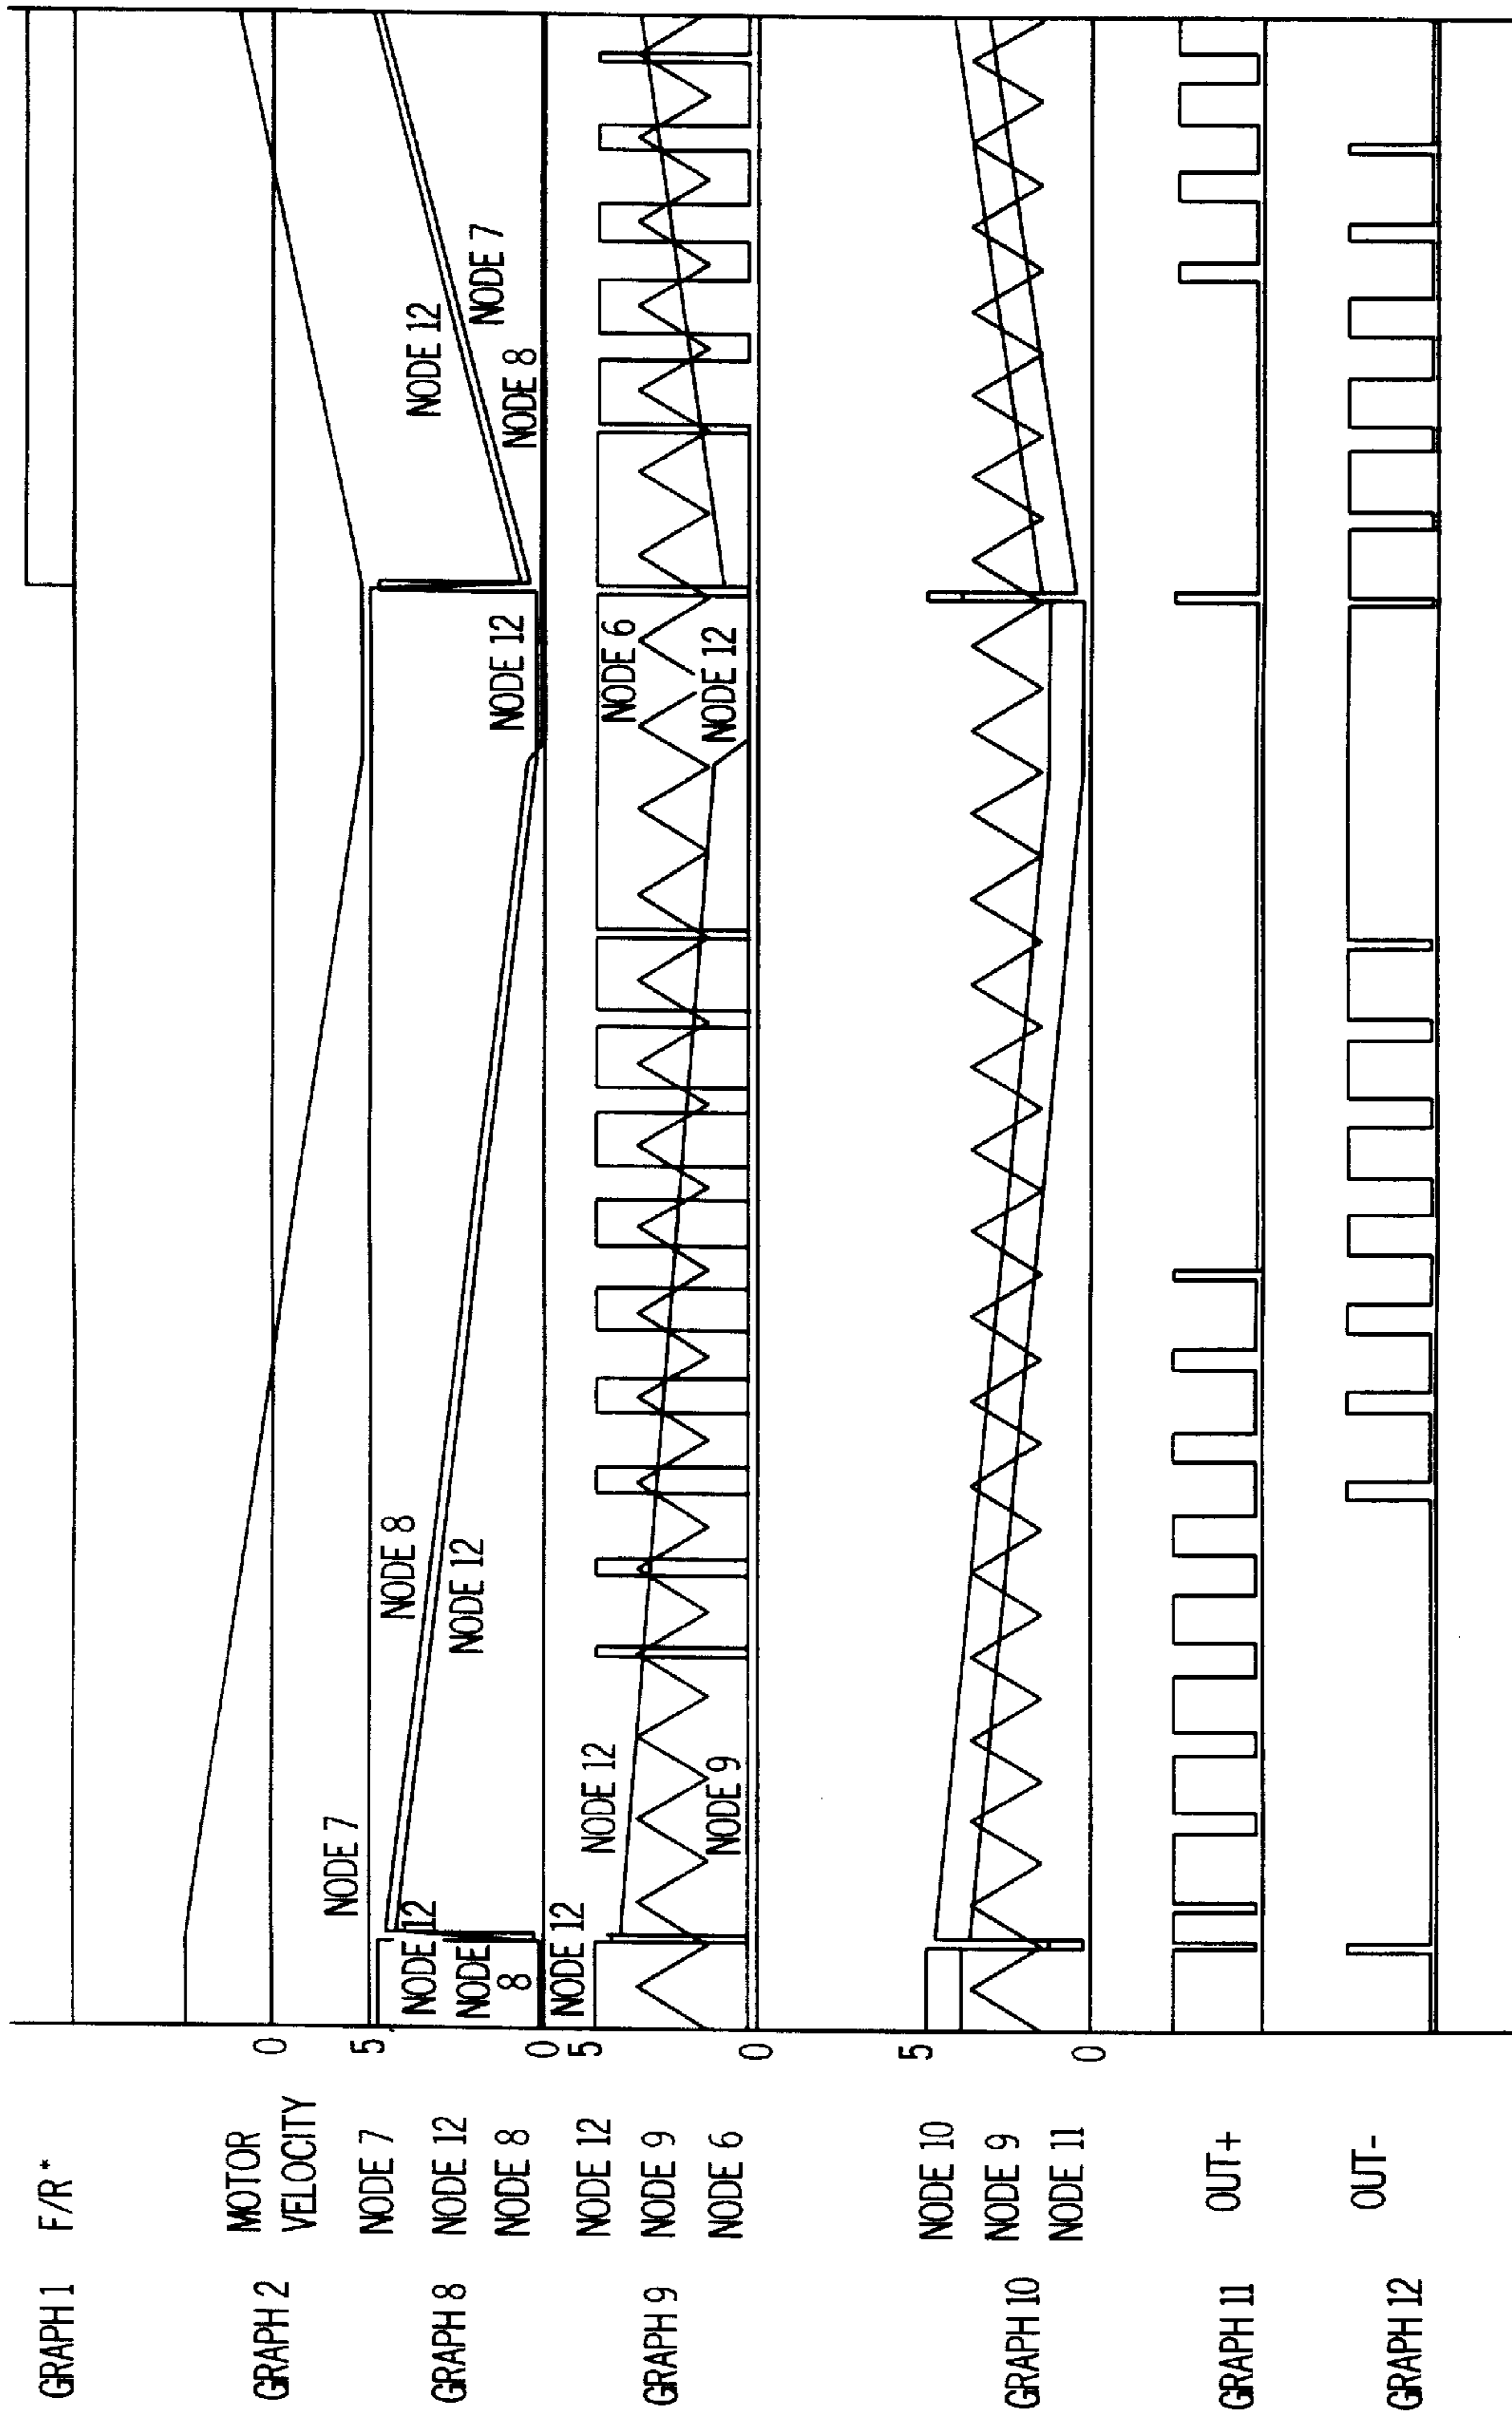 GRAPH 1 F/R*
GRAPH 2
MOTOR
VELOCITY
0
GRAPH 8
NODE 7
NODE 12
NODE 8
5
0
NODE 7
NODE 12
NODE
8
NODE 8
NODE 12
NODE 12
NODE 12
NODE 8
NODE 7
GRAPH 9
NODE 12
NODE 9
NODE 6
5
0
NODE 12
NODE 12
NODE 9
NODE 6
NODE 12
GRAPH 10
NODE 10
NODE 9
NODE 11
5
0
GRAPH 11
OUT+
GRAPH 12
OUT-